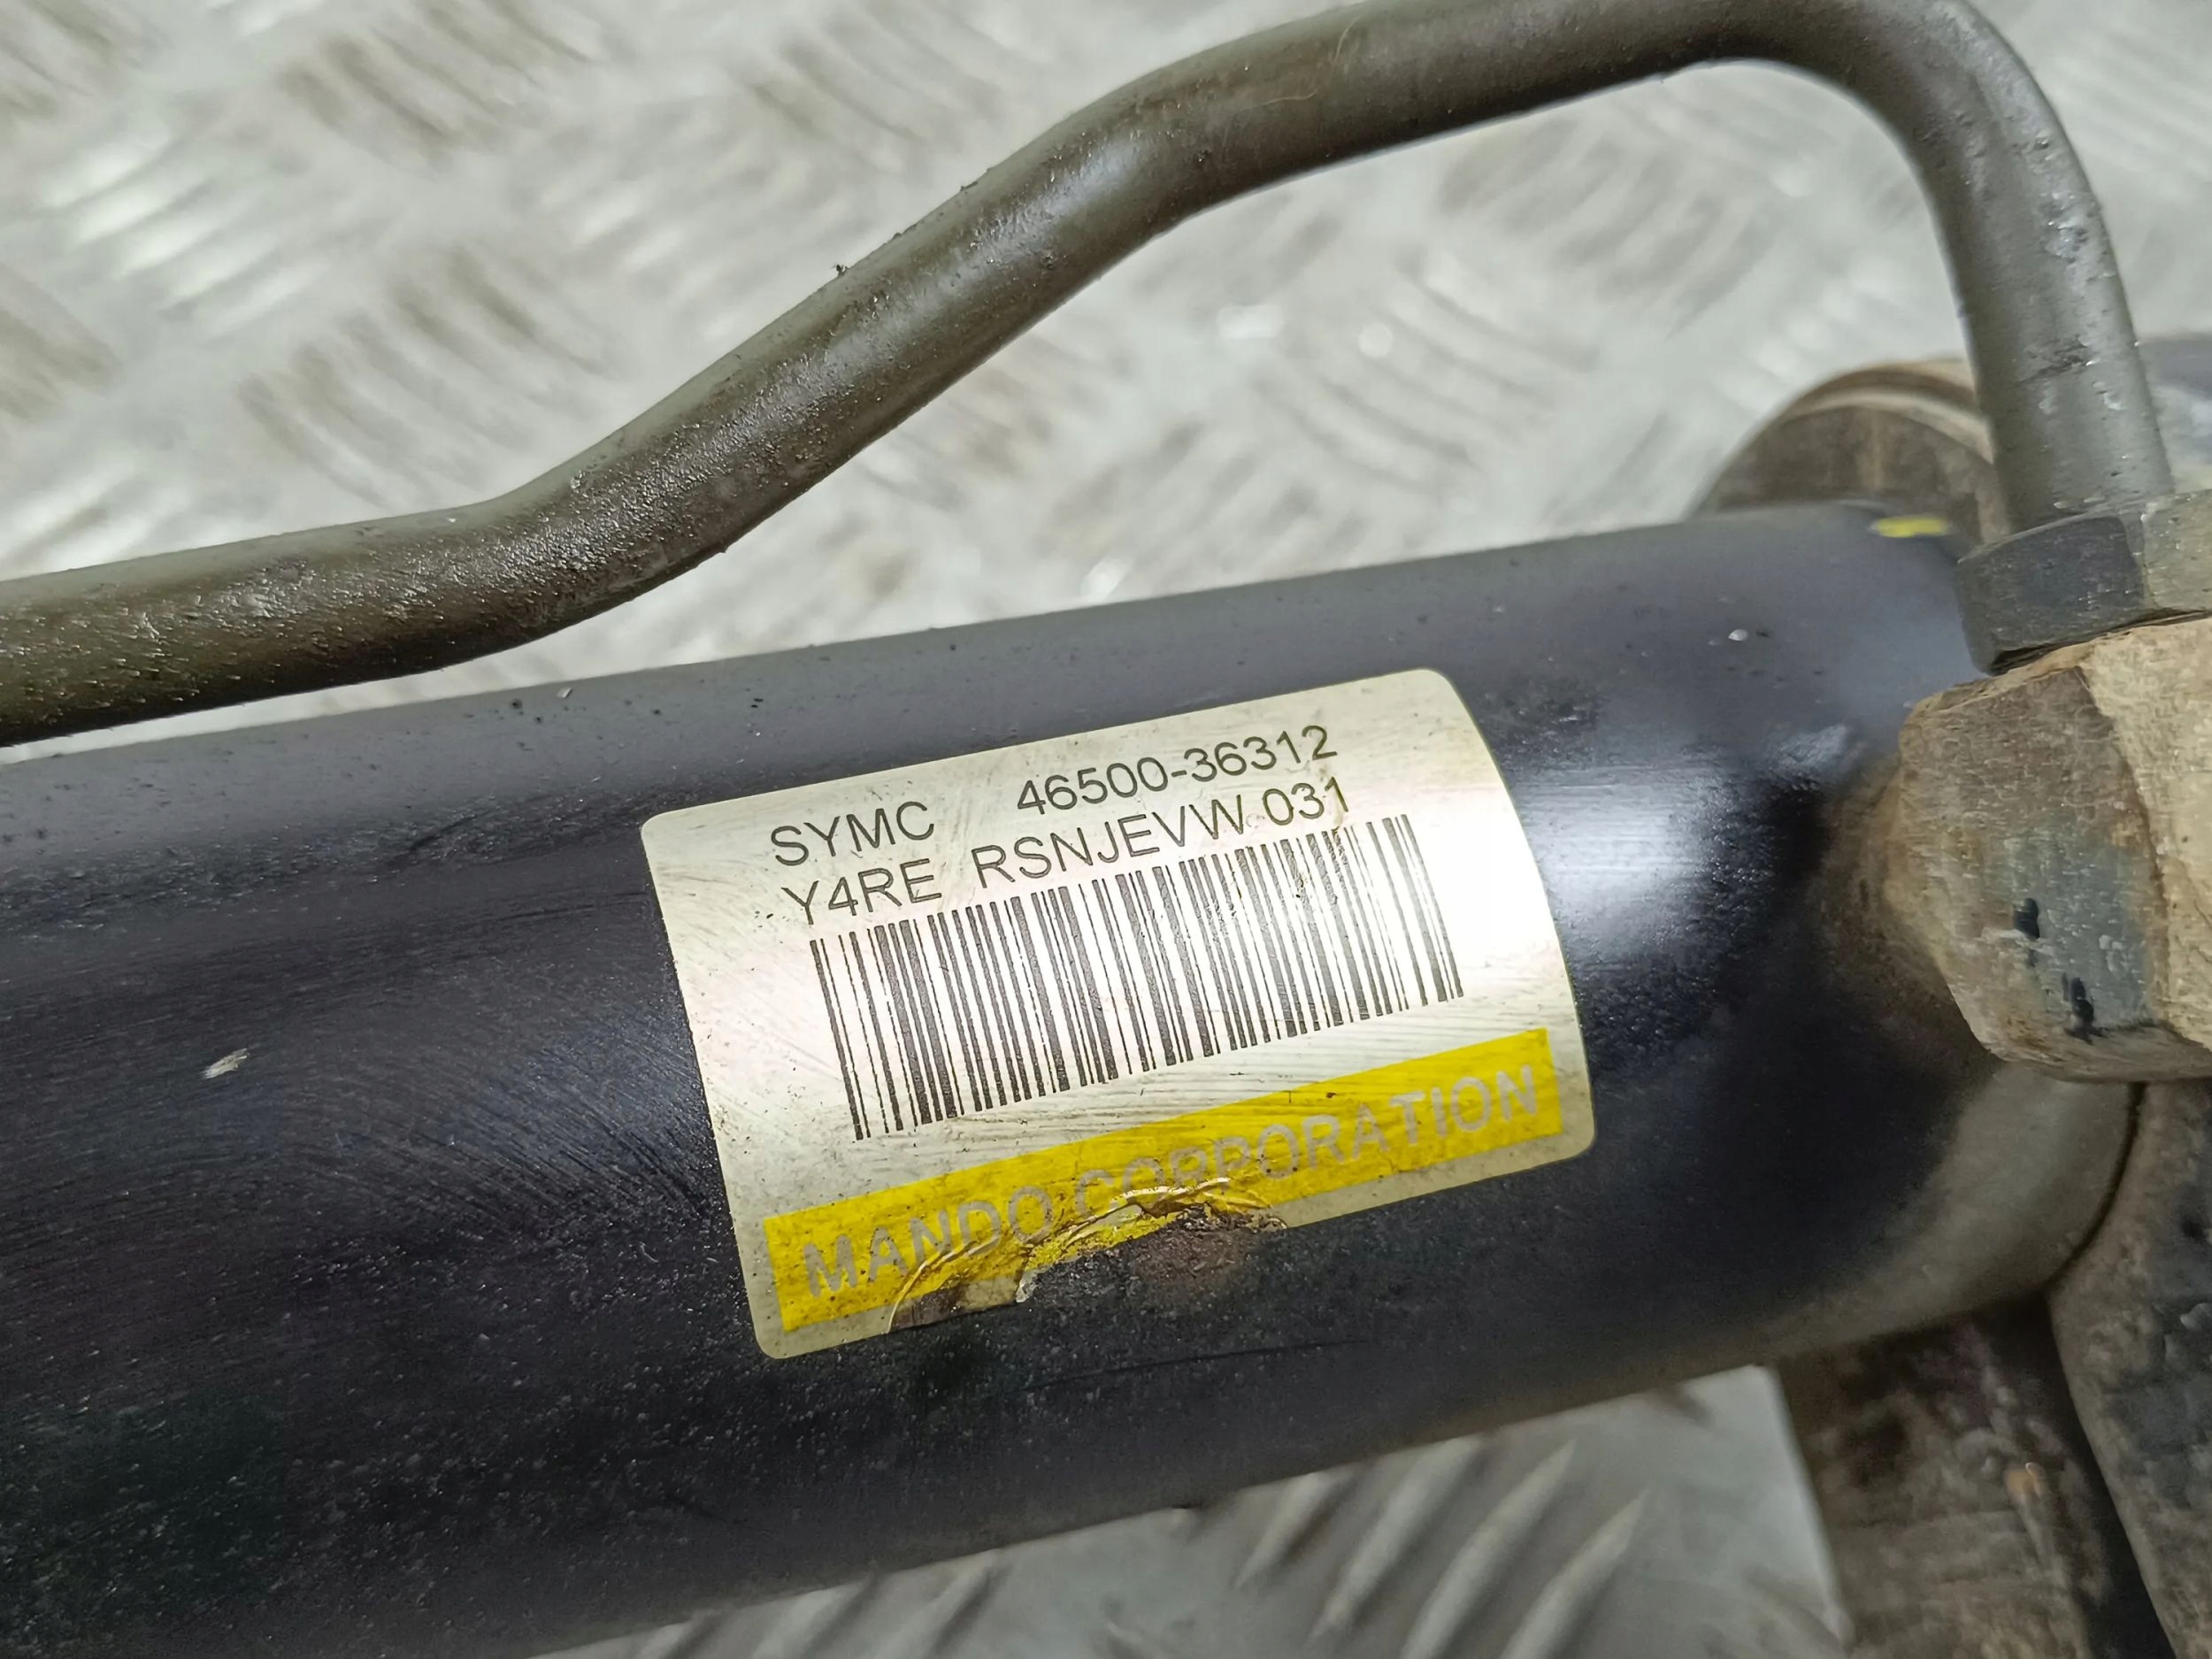 SYMC 46500-36312
Y4RE RSNJEVW 031
MANDO CORPORATION